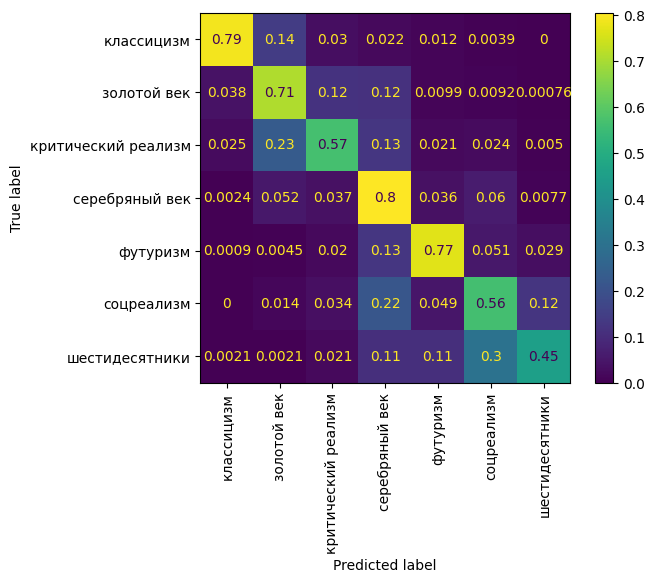 True label
классицизм 0.79 0.14 0.03 0.022 0.012 0.0039 0
золотой век 0.038 0.71 0.12 0.12 0.0099 0.0092 0.00076
критический реализм 0.025 0.23 0.57 0.13 0.021 0.024 0.005
серебряный век 0.0024 0.052 0.037 0.8 0.036 0.06 0.0077
футуризм 0.0009 0.0045 0.02 0.13 0.77 0.051 0.029
соцреализм 0 0.014 0.034 0.22 0.049 0.56 0.12
шестидесятники 0.0021 0.0021 0.021 0.11 0.11 0.3 0.45
классицизм
золотой век
критический реализм
серебряный век
футуризм
соцреализм
шестидесятники
Predicted label
0.8
0.7
0.6
0.5
0.4
0.3
0.2
0.1
0.0